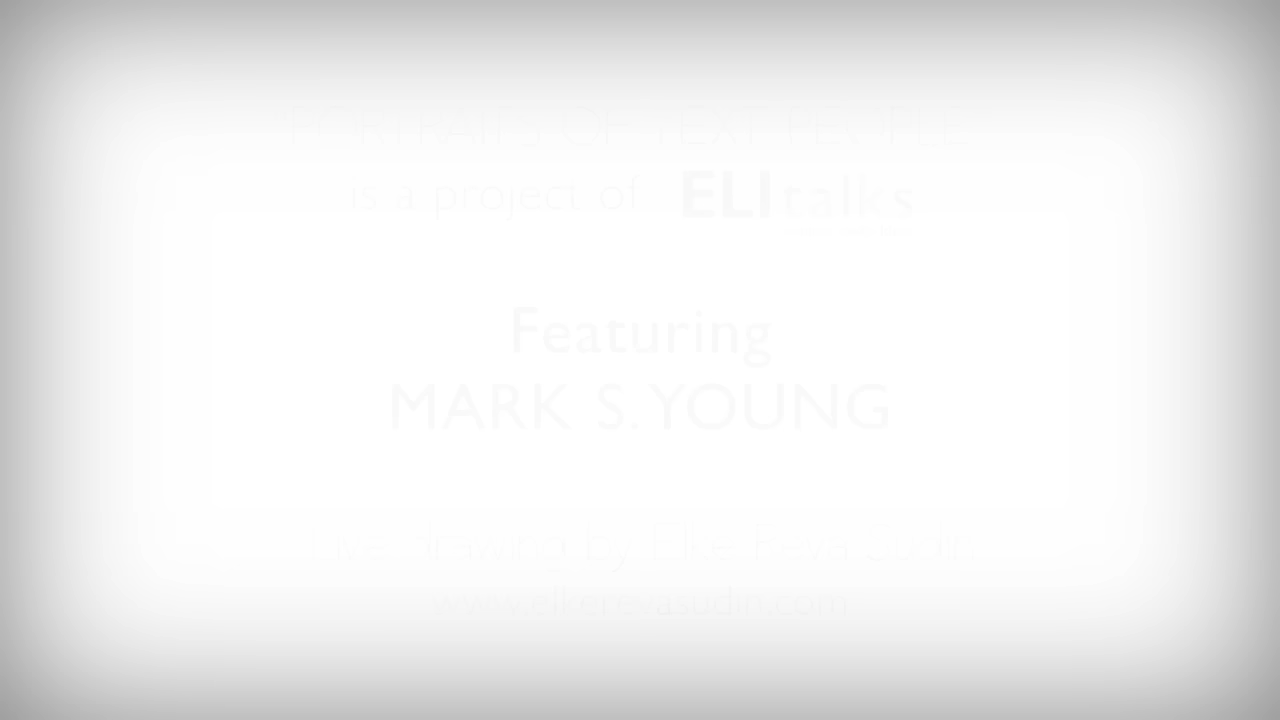 "PORTRAITS OF TEXT PEOPLE"
is a project of ELI talks
Featuring
MARK S. YOUNG
Live drawing by Elke Reva Sudin
www.elkerevasudin.com